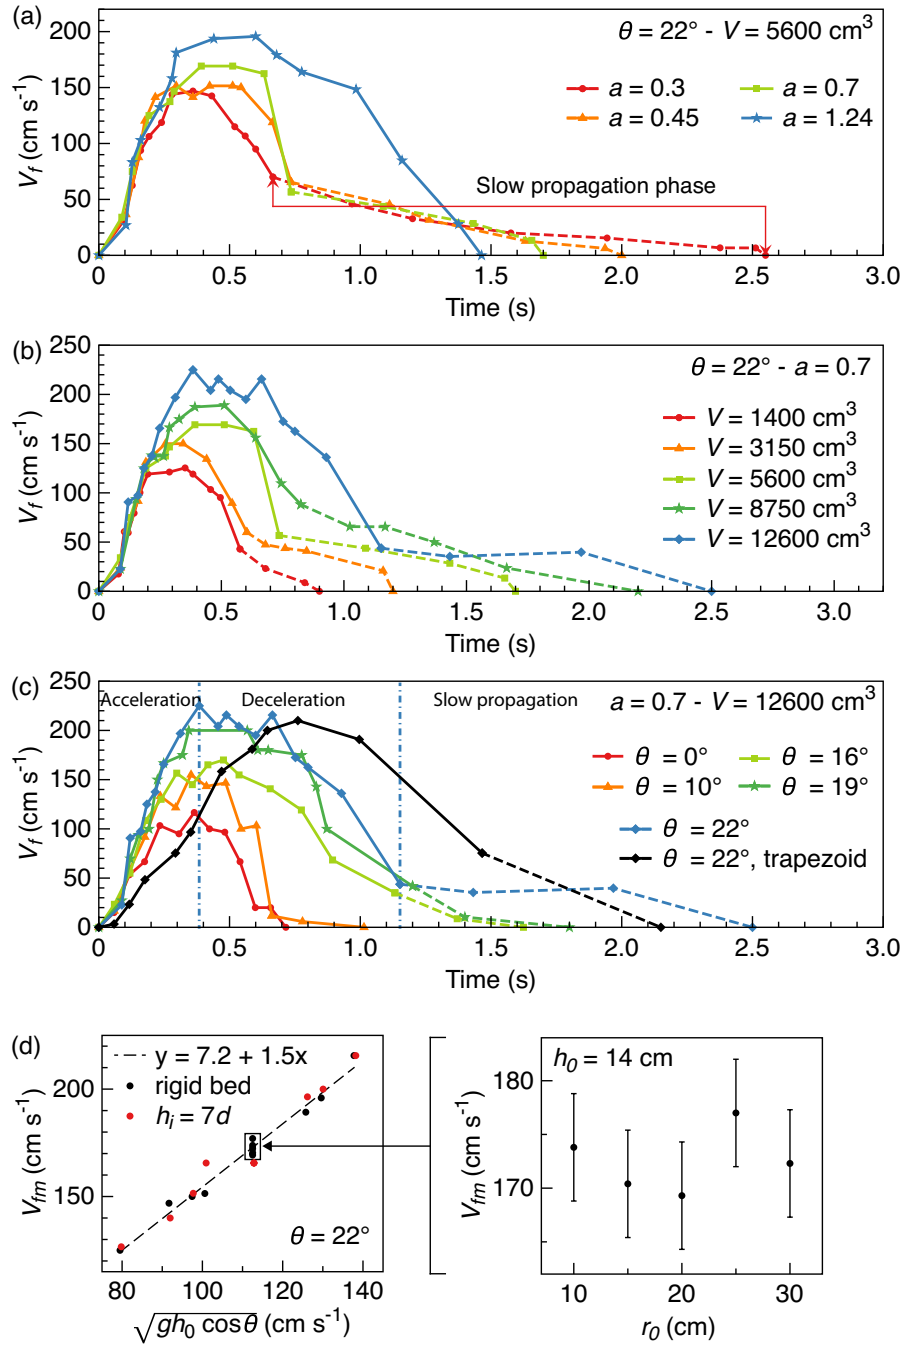 (a)
θ = 22° - V = 5600 cm³
a = 0.3
a = 0.7
a = 0.45
a = 1.24
Slow propagation phase
V_f (cm s⁻¹)
200
150
100
50
0
0 0.5 1.0 1.5 2.0 2.5 3.0
Time (s)
(b)
θ = 22° - a = 0.7
V = 1400 cm³
V = 3150 cm³
V = 5600 cm³
V = 8750 cm³
V = 12600 cm³
V_f (cm s⁻¹)
250
200
150
100
50
0
0 0.5 1.0 1.5 2.0 2.5 3.0
Time (s)
(c)
Acceleration Deceleration Slow propagation
a = 0.7 - V = 12600 cm³
θ = 0°
θ = 16°
θ = 10°
θ = 19°
θ = 22°
θ = 22°, trapezoid
V_f (cm s⁻¹)
250
200
150
100
50
0
0 0.5 1.0 1.5 2.0 2.5 3.0
Time (s)
(d)
y = 7.2 + 1.5x
rigid bed
h_i = 7d
θ = 22°
V_fm (cm s⁻¹)
200
150
80 100 120 140
√gh₀ cosθ (cm s⁻¹)
h₀ = 14 cm
V_fm (cm s⁻¹)
180
170
10 20 30
r₀ (cm)